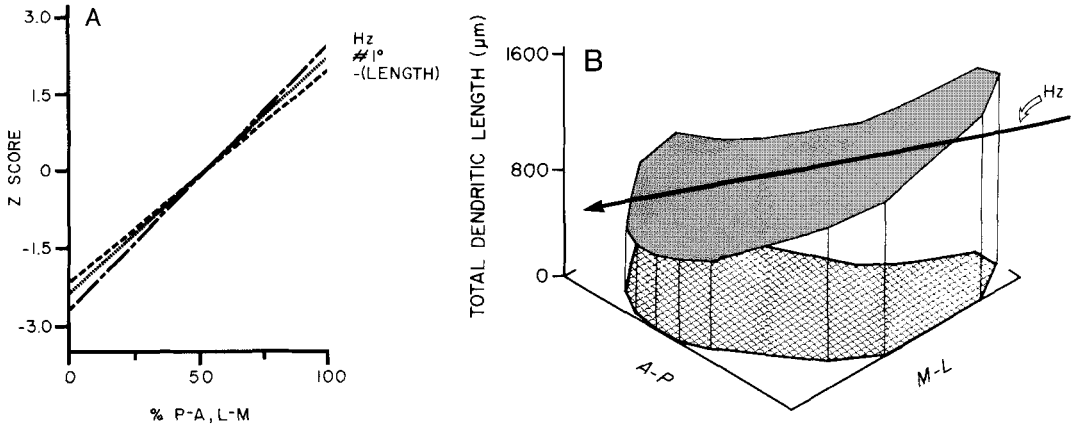 A
3.0
1.5
0
-1.5
-3.0
Z SCORE
0
50
100
% P-A, L-M
Hz
#1°
-(LENGTH)
B
TOTAL DENDRITIC LENGTH (µm)
1600
800
0
Hz
A-P
M-L